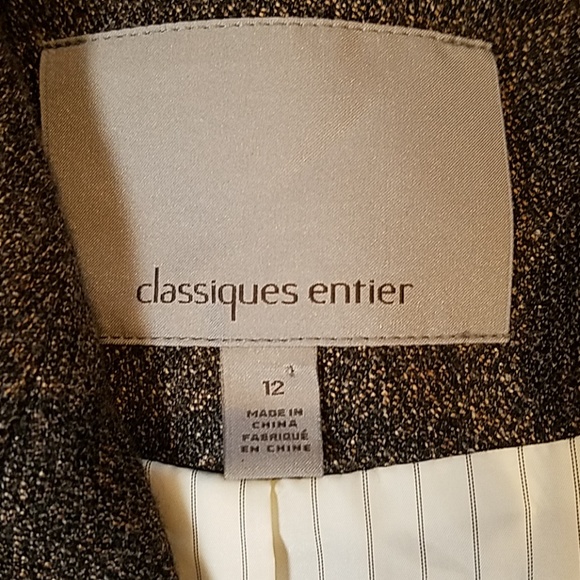 classiques entier
12
MADE IN
CHINA
FABRIQUÉ
EN CHINE